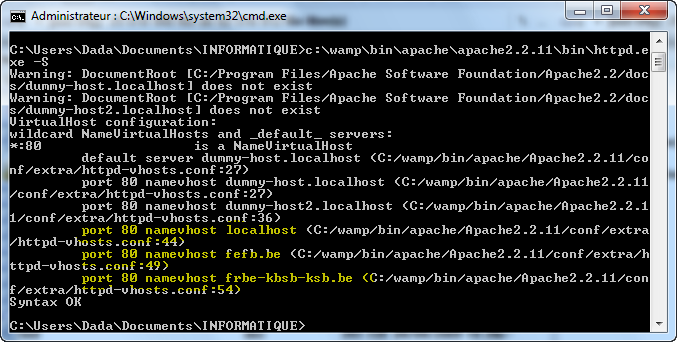 Administrateur : C:\Windows\system32\cmd.exe
C:\Users\Dada\Documents\INFORMATIQUE>c:\wamp\bin\apache\apache2.2.11\bin\httpd.e
xe -S
Warning: DocumentRoot [C:/Program Files/Apache Software Foundation/Apache2.2/doc
s/dummy-host.localhost] does not exist
Warning: DocumentRoot [C:/Program Files/Apache Software Foundation/Apache2.2/doc
s/dummy-host2.localhost] does not exist
VirtualHost configuration:
wildcard NameVirtualHosts and _default_ servers:
*:80                   is a NameVirtualHost
         default server dummy-host.localhost (C:/wamp/bin/apache/Apache2.2.11/co
nf/extra/httpd-vhosts.conf:27)
         port 80 namevhost dummy-host.localhost (C:/wamp/bin/apache/Apache2.2.11
/conf/extra/httpd-vhosts.conf:27)
         port 80 namevhost dummy-host2.localhost (C:/wamp/bin/apache/Apache2.2.1
1/conf/extra/httpd-vhosts.conf:36)
         port 80 namevhost localhost (C:/wamp/bin/apache/Apache2.2.11/conf/extra
/httpd-vhosts.conf:44)
         port 80 namevhost fefb.be (C:/wamp/bin/apache/Apache2.2.11/conf/extra/h
ttpd-vhosts.conf:49)
         port 80 namevhost frbe-kbsb-ksb.be (C:/wamp/bin/apache/Apache2.2.11/con
f/extra/httpd-vhosts.conf:54)
Syntax OK
C:\Users\Dada\Documents\INFORMATIQUE>